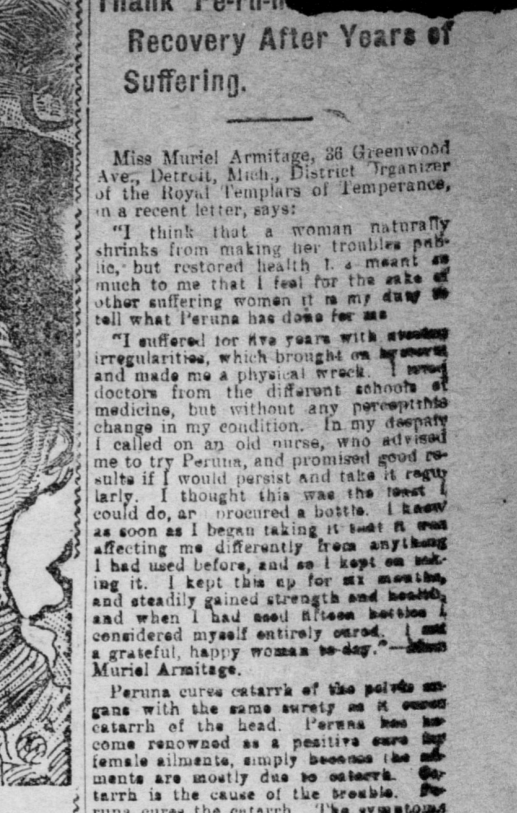 Thank Pe-ru-n
Recovery After Years of
Suffering.
Miss Muriel Armitage, 36 Greenwood
Ave., Detroit, Mich., District Organizer
of the Royal Templars of Temperance,
in a recent letter, says:
"I think that a woman naturally
shrinks from making her troubles pub-
lic, but restored health has meant so
much to me that I feel for the sake of
other suffering women it is my duty to
tell what Peruna has done for me
"I suffered for five years with
irregularities, which brought on hysteria
and made me a physical wreck. I tried
doctors from the different schools of
medicine, but without any perceptible
change in my condition. In my despair
I called on an old nurse, who advised
me to try Peruna, and promised good re-
sults if I would persist and take it regu-
larly. I thought this was the least I
could do, an procured a bottle. I knew
as soon as I began taking it that it was
affecting me differently from anything
I had used before, and so I kept on tak-
ing it. I kept this up for six months,
and steadily gained strength and health,
and when I had used fifteen bottles I
considered myself entirely cured. I am
a grateful, happy woman to-day."—Miss
Muriel Armitage.
Peruna cures catarrh of the pelvic or-
gans with the same surety as it cures
catarrh of the head. Peruna has be-
come renowned as a positive cure for
female ailments, simply because the ail-
ments are mostly due to catarrh. Ca-
tarrh is the cause of the trouble. Pe-
runa cures the catarrh. The symptoms